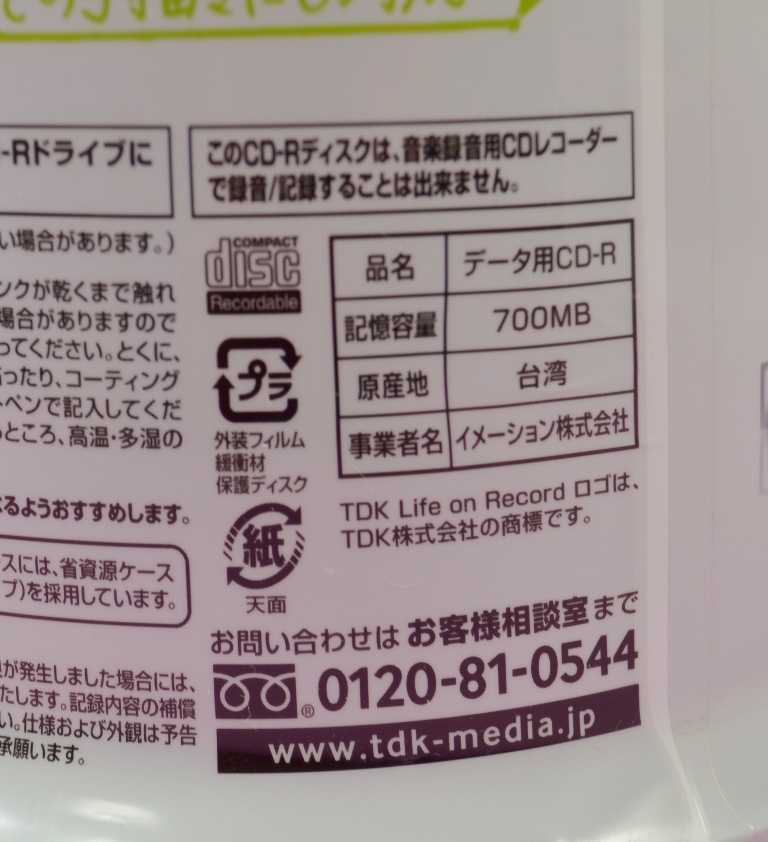 -Rドライブに
このCD-Rディスクは、音楽録音用CDレコーダー
で録音/記録することは出来ません。
い場合があります。)
ンクが乾くまで触れ
場合がありますので
ってください。とくに、
ったり、コーティング
ペンで記入してくだ
ところ、高温・多湿の
るようおすすめします。
スには、省資源ケース
プ)を採用しています。
が発生しました場合には、
たします。記録内容の補償
い。仕様および外観は予告
承願います。
COMPACT
disc
Recordable
プラ
外装フィルム
緩衝材
保護ディスク
紙
天面
品名 データ用CD-R
記憶容量 700MB
原産地 台湾
事業者名 イメーション株式会社
TDK Life on Record ロゴは、
TDK株式会社の商標です。
お問い合わせは お客様相談室まで
® 0120-81-0544
www.tdk-media.jp